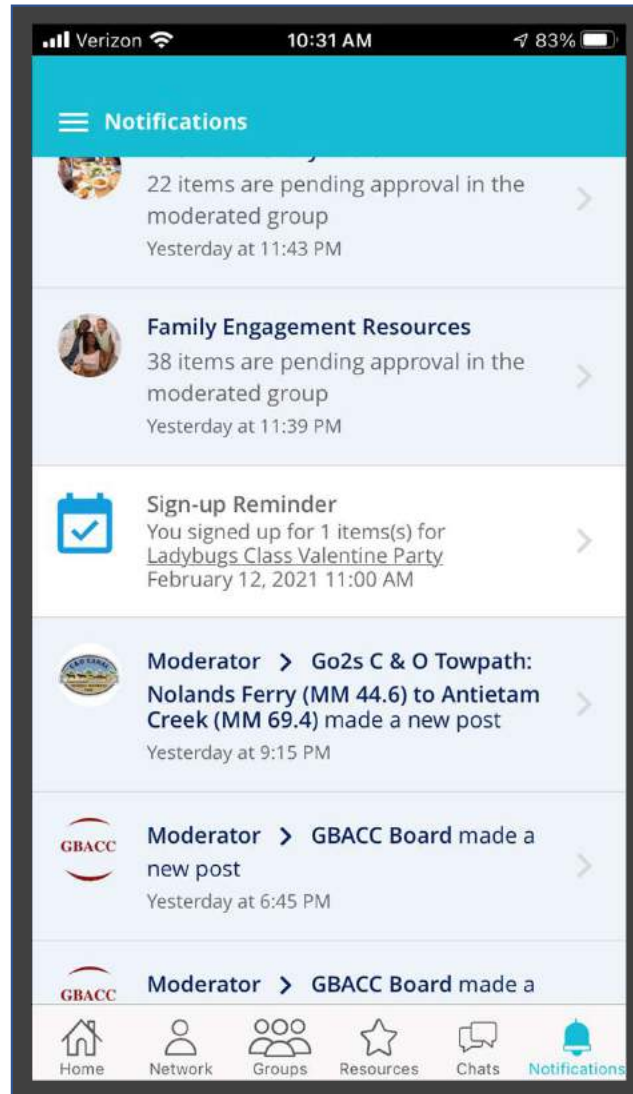 Verizon 10:31 AM 83%
Notifications
22 items are pending approval in the
moderated group
Yesterday at 11:43 PM
Family Engagement Resources
38 items are pending approval in the
moderated group
Yesterday at 11:39 PM
Sign-up Reminder
You signed up for 1 items(s) for
Ladybugs Class Valentine Party
February 12, 2021 11:00 AM
Moderator > Go2s C & O Towpath:
Nolands Ferry (MM 44.6) to Antietam
Creek (MM 69.4) made a new post
Yesterday at 9:15 PM
GBACC
Moderator > GBACC Board made a
new post
Yesterday at 6:45 PM
GBACC
Moderator > GBACC Board made a
Home Network Groups Resources Chats Notifications